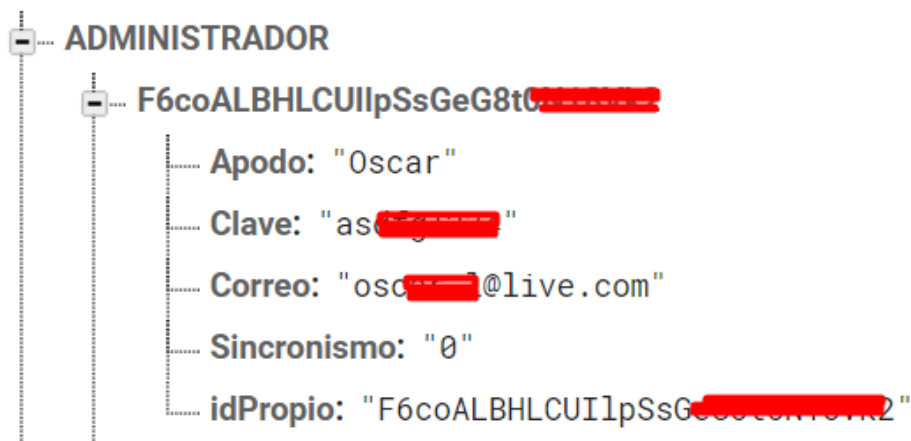 ADMINISTRADOR
F6coALBHLCUIlpSsGeG8t
Apodo: "Oscar"
Clave: "as
Correo: "osc @live.com"
Sincronismo: "0"
idPropio: "F6coALBHLCUIlpSsG